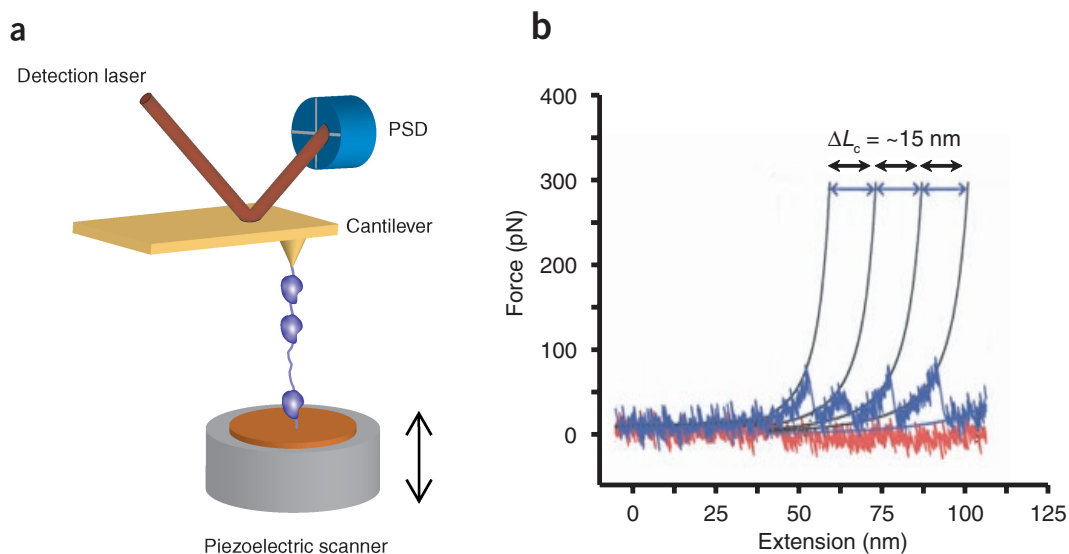 a
Detection laser
PSD
Cantilever
Piezoelectric scanner
b
400
300
200
100
0
Force (pN)
ΔLc = ~15 nm
0 25 50 75 100 125
Extension (nm)